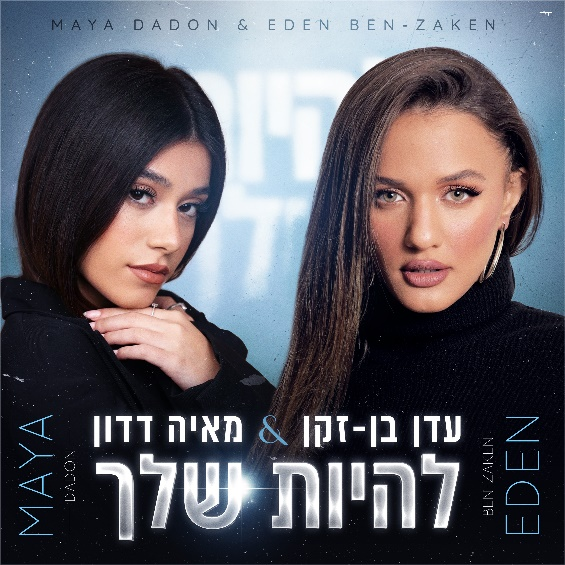 MAYA DADON & EDEN BEN-ZAKEN
עדן בן-זקן & מאיה דדון
להיות שלך
MAYA
DADON
BEN ZAKEN
EDEN